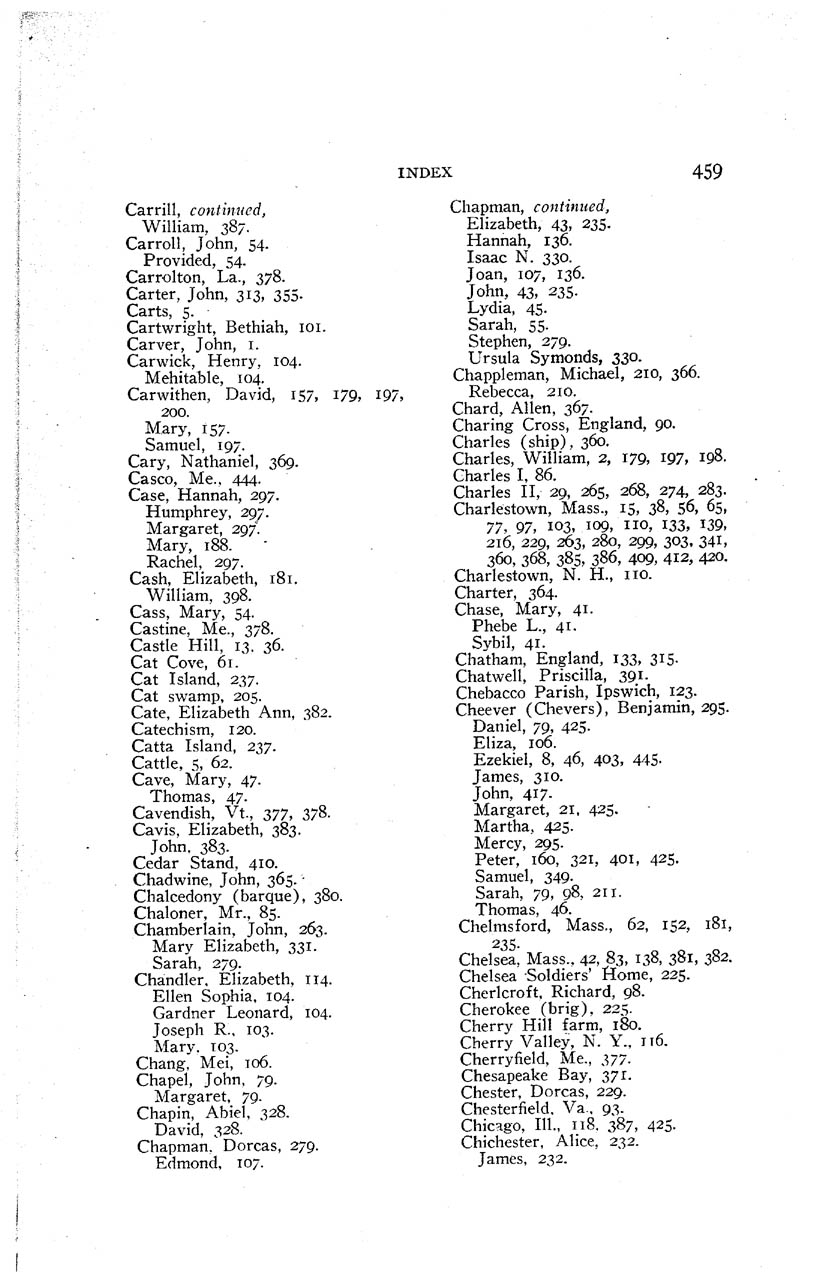 INDEX 459
Carrill, continued,
William, 387.
Carroll, John, 54.
Provided, 54.
Carrolton, La., 378.
Carter, John, 313, 355.
Carts, 5.
Cartwright, Bethiah, 101.
Carver, John, 1.
Carwick, Henry, 104.
Mehitable, 104.
Carwithen, David, 157, 179, 197,
200.
Mary, 157.
Samuel, 197.
Cary, Nathaniel, 369.
Casco, Me., 444.
Case, Hannah, 297.
Humphrey, 297.
Margaret, 297.
Mary, 188.
Rachel, 297.
Cash, Elizabeth, 181.
William, 398.
Cass, Mary, 54.
Castine, Me., 378.
Castle Hill, 13. 36.
Cat Cove, 61.
Cat Island, 237.
Cat swamp, 205.
Cate, Elizabeth Ann, 382.
Catechism, 120.
Catta Island, 237.
Cattle, 5, 62.
Cave, Mary, 47.
Thomas, 47.
Cavendish, Vt., 377, 378.
Cavis, Elizabeth, 383.
John, 383.
Cedar Stand, 410.
Chadwine, John, 365.
Chalcedony (barque), 380.
Chaloner, Mr., 85.
Chamberlain, John, 263.
Mary Elizabeth, 331.
Sarah, 279.
Chandler, Elizabeth, 114.
Ellen Sophia, 104.
Gardner Leonard, 104.
Joseph R., 103.
Mary, 103.
Chang, Mei, 106.
Chapel, John, 79.
Margaret, 79.
Chapin, Abiel, 328.
David, 328.
Chapman, Dorcas, 279.
Edmond, 107.
Chapman, continued,
Elizabeth, 43, 235.
Hannah, 136.
Isaac N. 330.
Joan, 107, 136.
John, 43, 235.
Lydia, 45.
Sarah, 55.
Stephen, 279.
Ursula Symonds, 330.
Chappleman, Michael, 210, 366.
Rebecca, 210.
Chard, Allen, 367.
Charing Cross, England, 90.
Charles (ship), 360.
Charles, William, 2, 179, 197, 198.
Charles I, 86.
Charles II, 29, 265, 268, 274, 283.
Charlestown, Mass., 15, 38, 56, 65,
77, 97, 103, 109, 110, 133, 139,
216, 229, 263, 280, 299, 303, 341,
360, 368, 385, 386, 409, 412, 420.
Charlestown, N. H., 110.
Charter, 364.
Chase, Mary, 41.
Phebe L., 41.
Sybil, 41.
Chatham, England, 133, 315.
Chatwell, Priscilla, 391.
Chebacco Parish, Ipswich, 123.
Cheever (Chevers), Benjamin, 295.
Daniel, 79, 425.
Eliza, 106.
Ezekiel, 8, 46, 403, 445.
James, 310.
John, 417.
Margaret, 21, 425.
Martha, 425.
Mercy, 295.
Peter, 160, 321, 401, 425.
Samuel, 349.
Sarah, 79, 98, 211.
Thomas, 46.
Chelmsford, Mass., 62, 152, 181,
235.
Chelsea, Mass., 42, 83, 138, 381, 382.
Chelsea Soldiers' Home, 225.
Cherlcroft, Richard, 98.
Cherokee (brig), 225.
Cherry Hill farm, 180.
Cherry Valley, N. Y., 116.
Cherryfield, Me., 377.
Chesapeake Bay, 371.
Chester, Dorcas, 229.
Chesterfield, Va., 93.
Chicago, Ill., 118, 387, 425.
Chichester, Alice, 232.
James, 232.